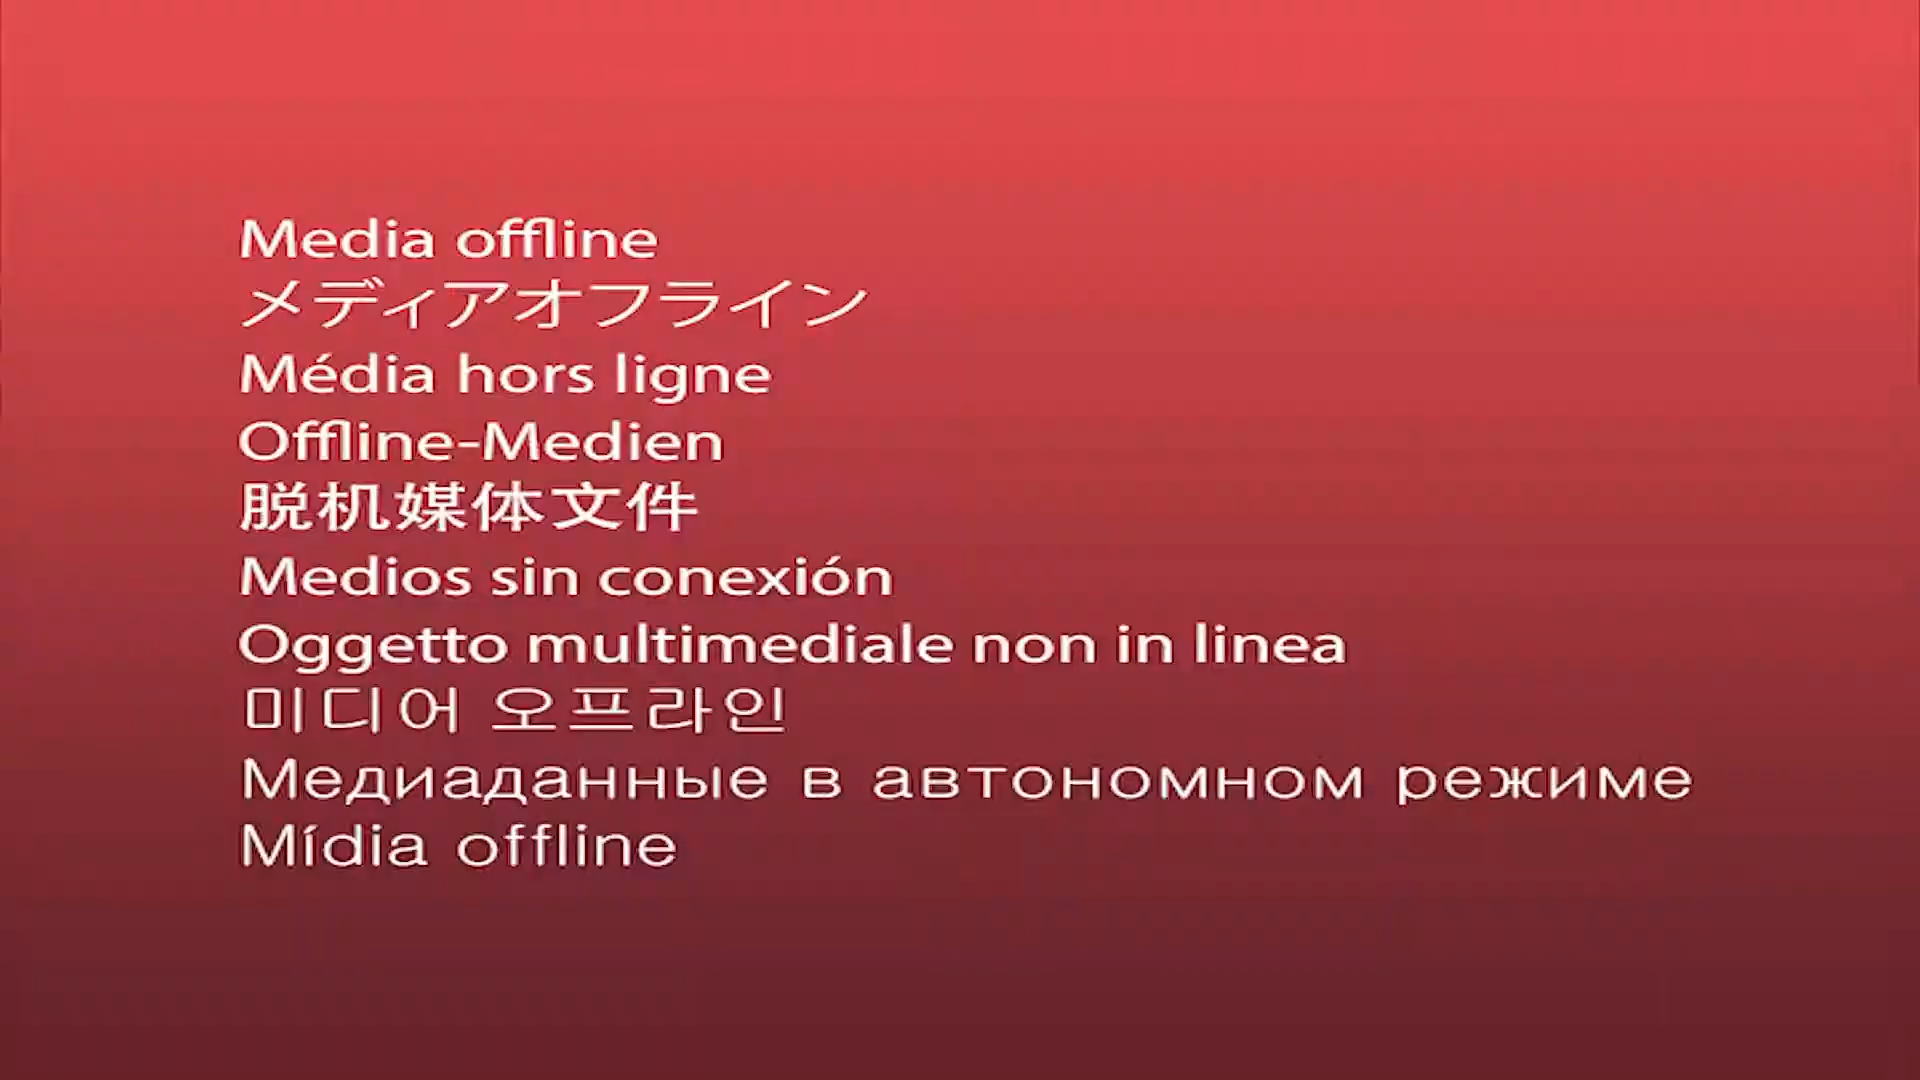 Media offline
メディアオフライン
Média hors ligne
Offline-Medien
脱机媒体文件
Medios sin conexión
Oggetto multimediale non in linea
미디어 오프라인
Медиаданные в автономном режиме
Mídia offline